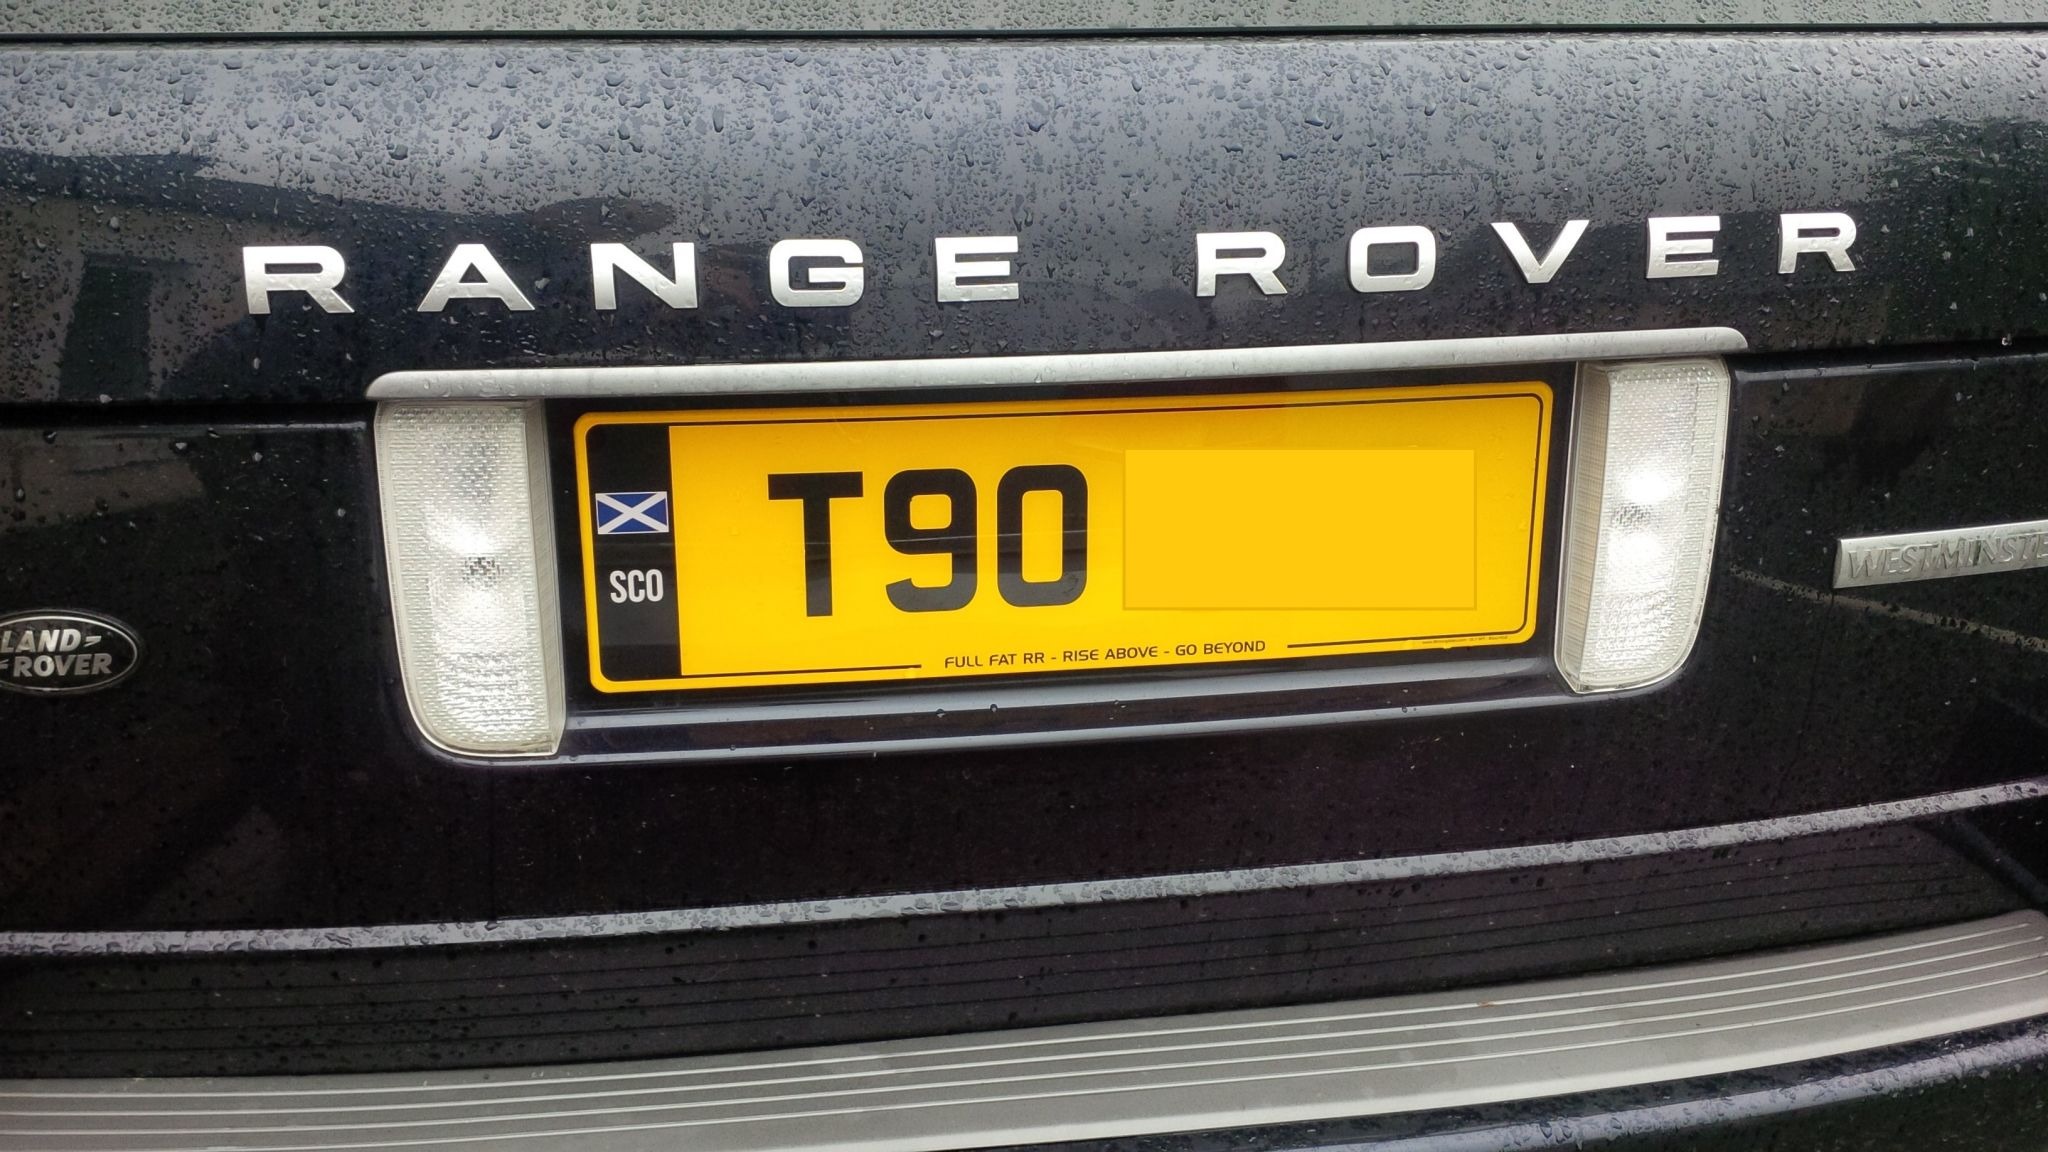 RANGE ROVER
T90
SCO
WESTMINSTE
LAND-
-ROVER
FULL FAT RR - RISE ABOVE - GO BEYOND